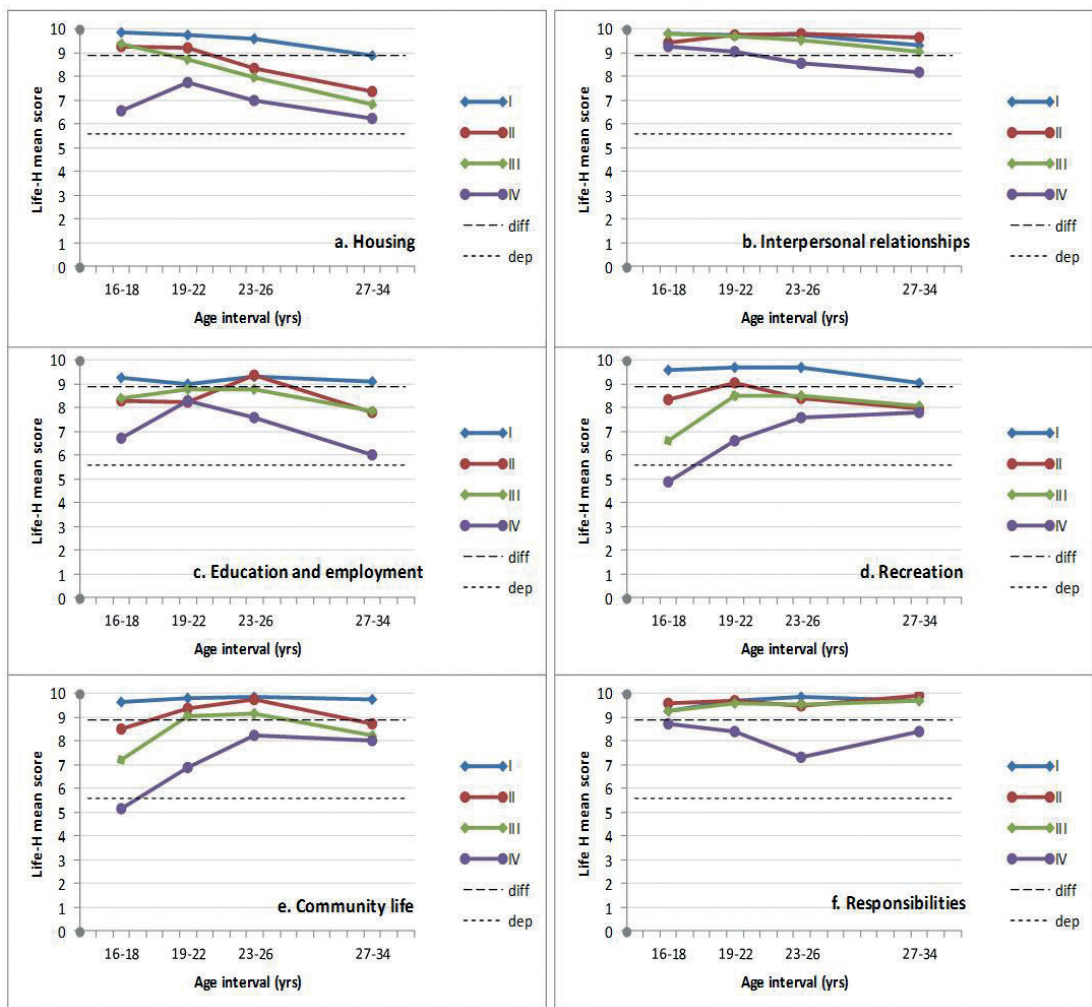 10
9
8
7
6
5
4
3
2
1
0
Life-H mean score
I
II
III
IV
diff
dep
a. Housing
16-18 19-22 23-26 27-34
Age interval (yrs)
10
9
8
7
6
5
4
3
2
1
0
Life-H mean score
I
II
III
IV
diff
dep
b. Interpersonal relationships
16-18 19-22 23-26 27-34
Age interval (yrs)
10
9
8
7
6
5
4
3
2
1
0
Life-H mean score
I
II
III
IV
diff
dep
c. Education and employment
16-18 19-22 23-26 27-34
Age interval (yrs)
10
9
8
7
6
5
4
3
2
1
0
Life-H mean score
I
II
III
IV
diff
dep
d. Recreation
16-18 19-22 23-26 27-34
Age interval (yrs)
10
9
8
7
6
5
4
3
2
1
0
Life-H mean score
I
II
III
IV
diff
dep
e. Community life
16-18 19-22 23-26 27-34
Age interval (yrs)
10
9
8
7
6
5
4
3
2
1
0
Life H mean score
I
II
III
IV
diff
dep
f. Responsibilities
16-18 19-22 23-26 27-34
Age interval (yrs)